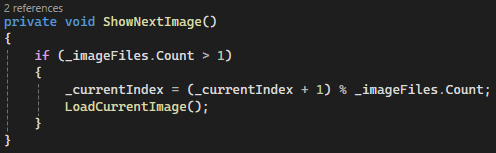 2 references
private void ShowNextImage()
{
    if (_imageFiles.Count > 1)
    {
        _currentIndex = (_currentIndex + 1) % _imageFiles.Count;
        LoadCurrentImage();
    }
}